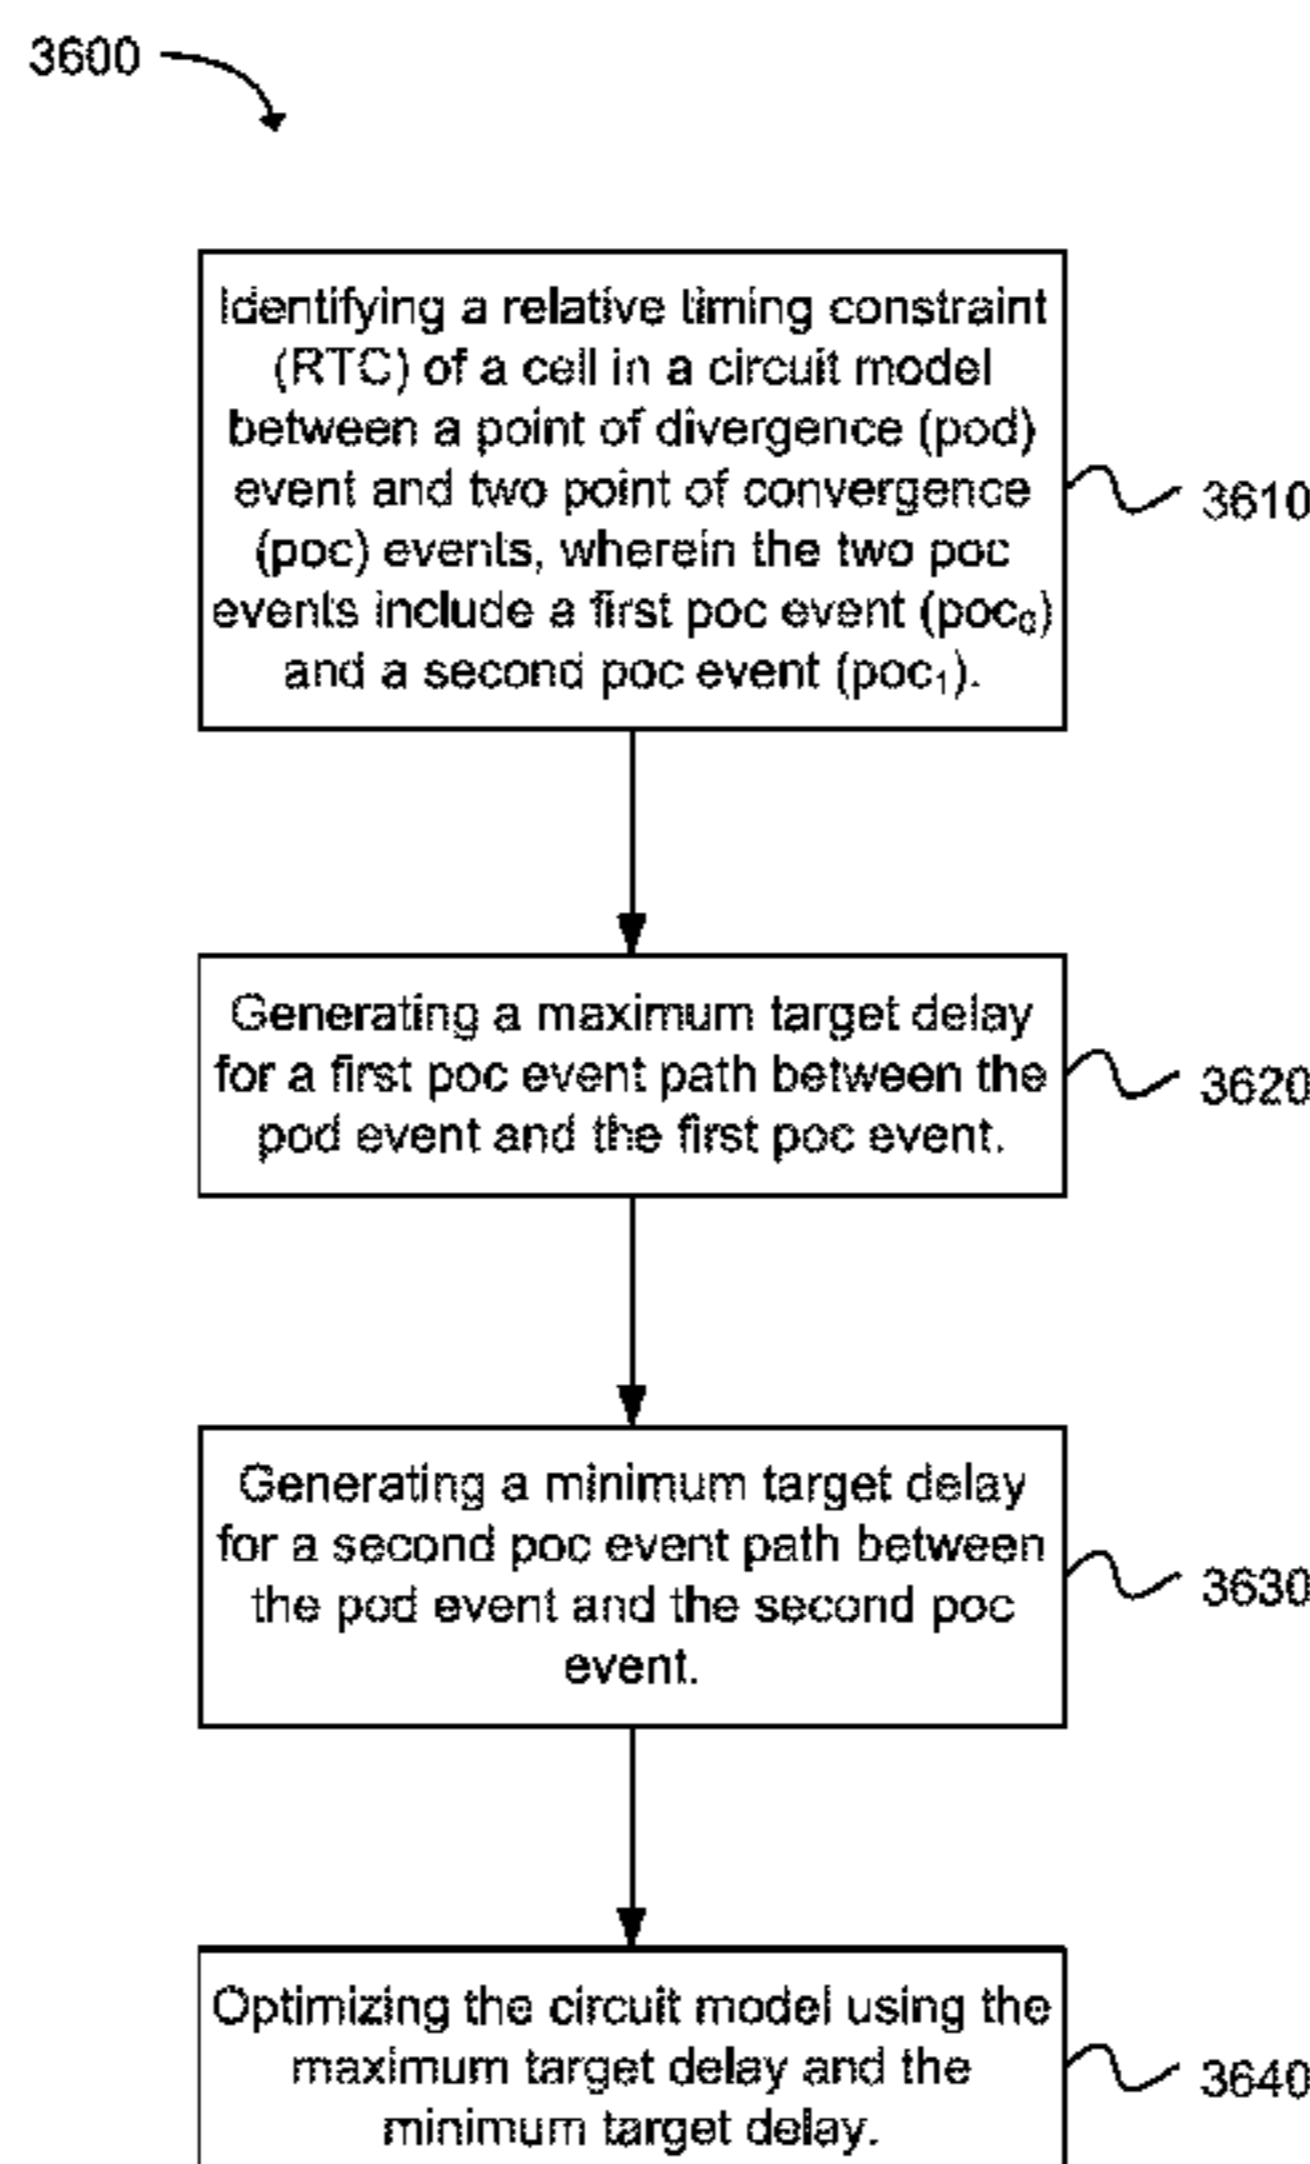 3600
Identifying a relative timing constraint
(RTC) of a cell in a circuit model
between a point of divergence (pod)
event and two point of convergence
(poc) events, wherein the two poc
events include a first poc event (poc₀)
and a second poc event (poc₁).
3610
Generating a maximum target delay
for a first poc event path between the
pod event and the first poc event.
3620
Generating a minimum target delay
for a second poc event path between
the pod event and the second poc
event.
3630
Optimizing the circuit model using the
maximum target delay and the
minimum target delay.
3640